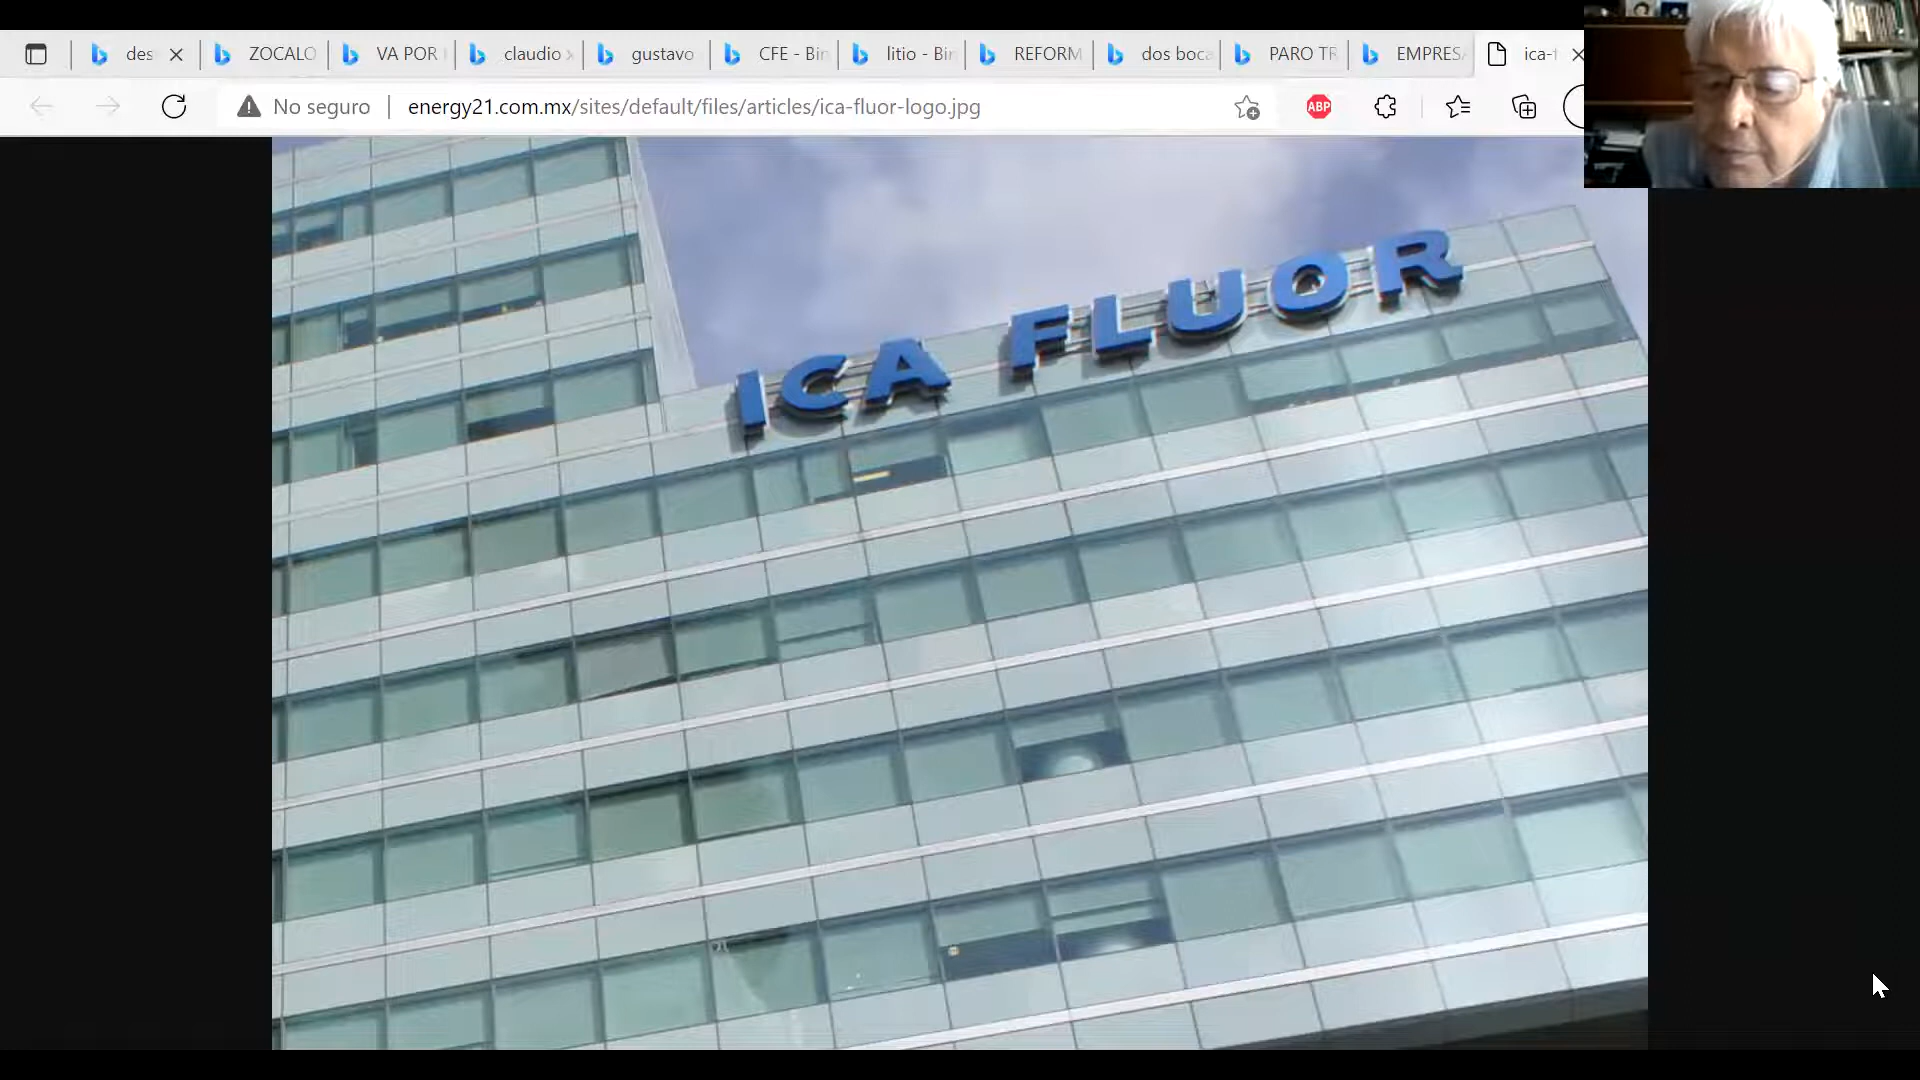 des ZOCALO VA POR claudio x gustavo CFE - Bin litio - Bin REFORM dos boca PARO TR EMPRESA ica-f
No seguro energy21.com.mx/sites/default/files/articles/ica-fluor-logo.jpg ABP
ICA FLUOR